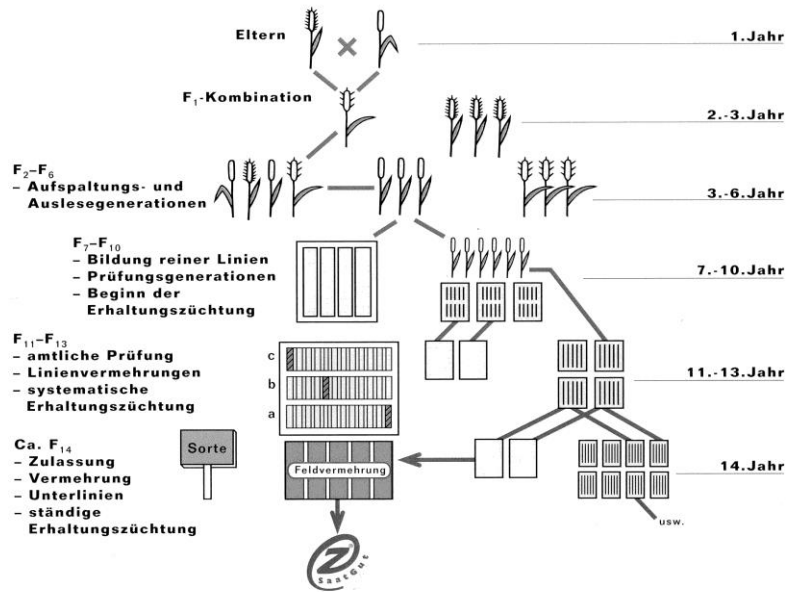 Eltern
1.Jahr
F₁-Kombination
2.-3.Jahr
F₂–F₆
– Aufspaltungs- und
Auslesegenerationen
3.-6.Jahr
F₇–F₁₀
– Bildung reiner Linien
– Prüfungsgenerationen
– Beginn der
Erhaltungszüchtung
7.-10.Jahr
F₁₁–F₁₃
– amtliche Prüfung
– Linienvermehrungen
– systematische
Erhaltungszüchtung
c
b
a
11.-13.Jahr
Ca. F₁₄
– Zulassung
– Vermehrung
– Unterlinien
– ständige
Erhaltungszüchtung
Sorte
Feldvermehrung
14.Jahr
usw.
Z
SaatGut